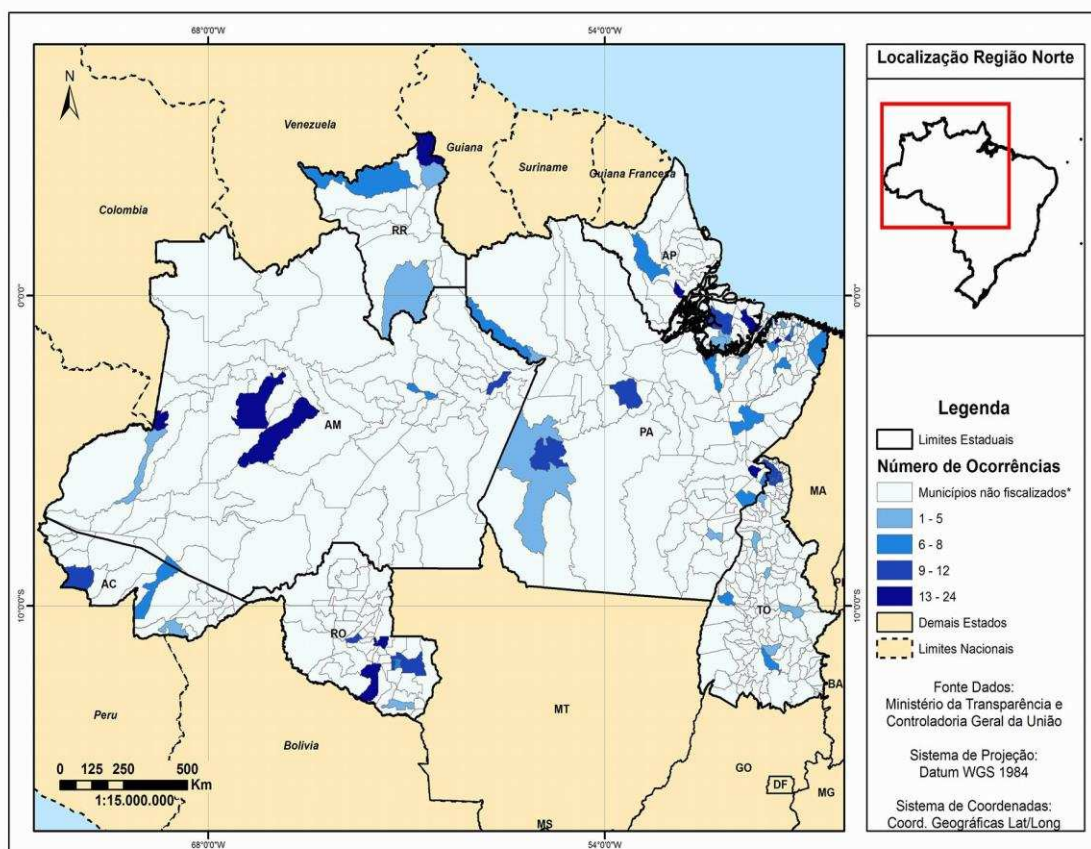 68°0'0"W
54°0'0"W
N
Venezuela
Guiana
Suriname
Guiana Francesa
Colombia
RR
AP
0°0'0"
0°0'0"
AM
PA
MA
AC
TO
10°0'0"S
10°0'0"S
RO
BA
Peru
MT
Bolívia
GO
DF
MG
MS
0 125 250 500
Km
1:15.000.000
68°0'0"W
54°0'0"W
Localização Região Norte
Legenda
Limites Estaduais
Número de Ocorrências
Municípios não fiscalizados*
1 - 5
6 - 8
9 - 12
13 - 24
Demais Estados
Limites Nacionais
Fonte Dados:
Ministério da Transparência e
Controladoria Geral da União
Sistema de Projeção:
Datum WGS 1984
Sistema de Coordenadas:
Coord. Geográficas Lat/Long